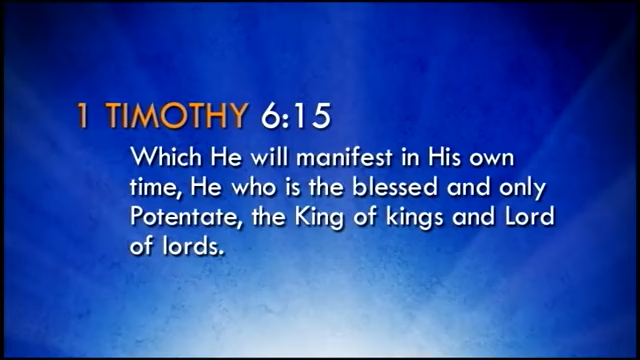 1 TIMOTHY 6:15
Which He will manifest in His own
time, He who is the blessed and only
Potentate, the King of kings and Lord
of lords.